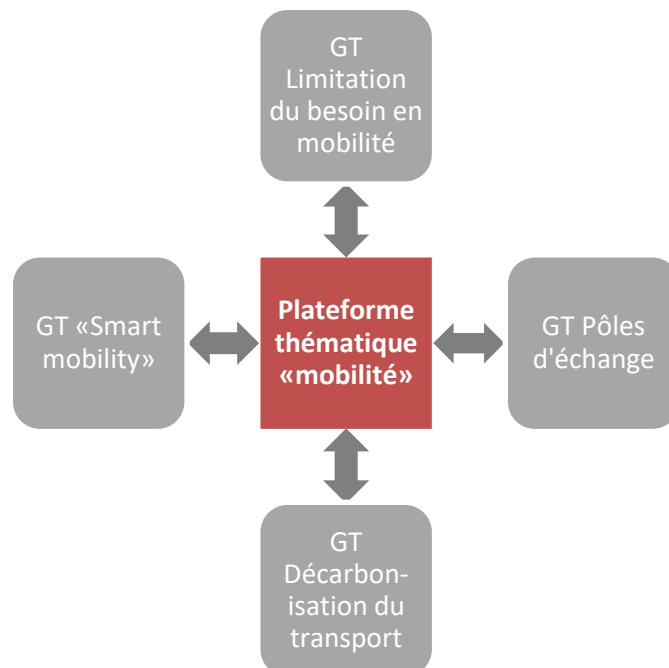 GT
Limitation
du besoin en
mobilité
GT «Smart
mobility»
Plateforme
thématique
«mobilité»
GT Pôles
d'échange
GT
Décarbon-
isation du
transport